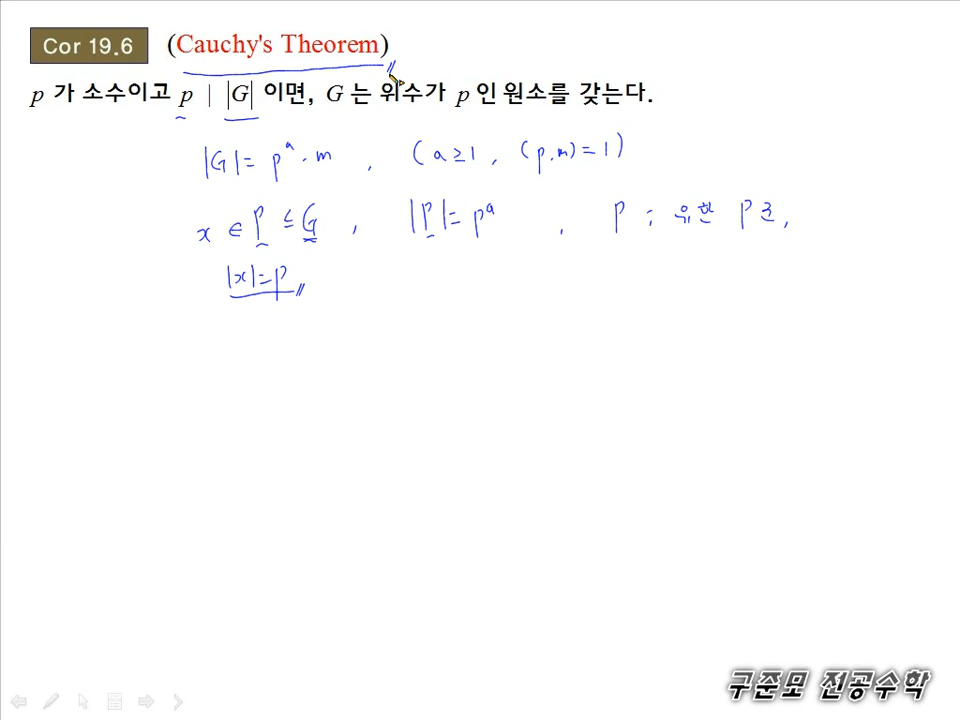 Cor 19.6 (Cauchy's Theorem)
p 가 소수이고 p | |G| 이면, G 는 위수가 p 인 원소를 갖는다.
|G| = p^a · m , (a ≥ 1, (p.m) = 1)
x ∈ P ≤ G , |P| = p^a , P ; 유한 p군,
|x| = p
구준모 전공수학